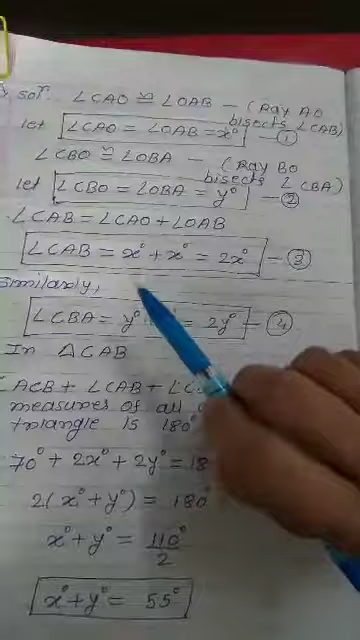 sol. ∠CAO ≅ ∠OAB — (Ray AO bisects ∠CAB)
let ∠CAO = ∠OAB = x° — ①
∠CBO ≅ ∠OBA — (Ray BO bisects ∠CBA)
let ∠CBO = ∠OBA = y° — ②
∠CAB = ∠CAO + ∠OAB
∠CAB = x° + x° = 2x° — ③
Similarly,
∠CBA = y° = 2y° — ④
In △CAB
ACB + ∠CAB +
measures of all
triangle is 180°
70° + 2x° + 2y° = 18
2(x° + y°) = 180°
x° + y° = 110°/2
x° + y° = 55°